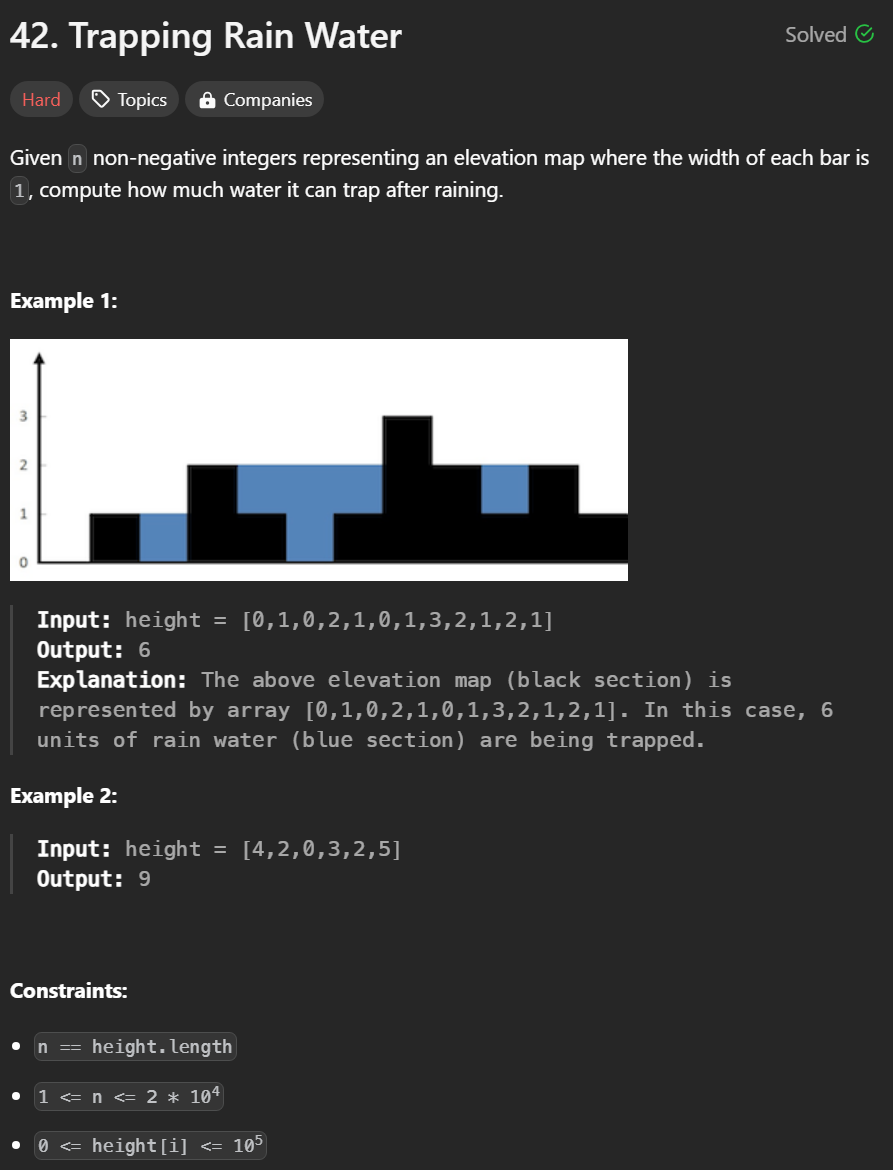 42. Trapping Rain Water
Solved
Hard
Topics
Companies
Given n non-negative integers representing an elevation map where the width of each bar is
1, compute how much water it can trap after raining.
Example 1:
3
2
1
0
Input: height = [0,1,0,2,1,0,1,3,2,1,2,1]
Output: 6
Explanation: The above elevation map (black section) is
represented by array [0,1,0,2,1,0,1,3,2,1,2,1]. In this case, 6
units of rain water (blue section) are being trapped.
Example 2:
Input: height = [4,2,0,3,2,5]
Output: 9
Constraints:
• n == height.length
• 1 <= n <= 2 * 10⁴
• 0 <= height[i] <= 10⁵